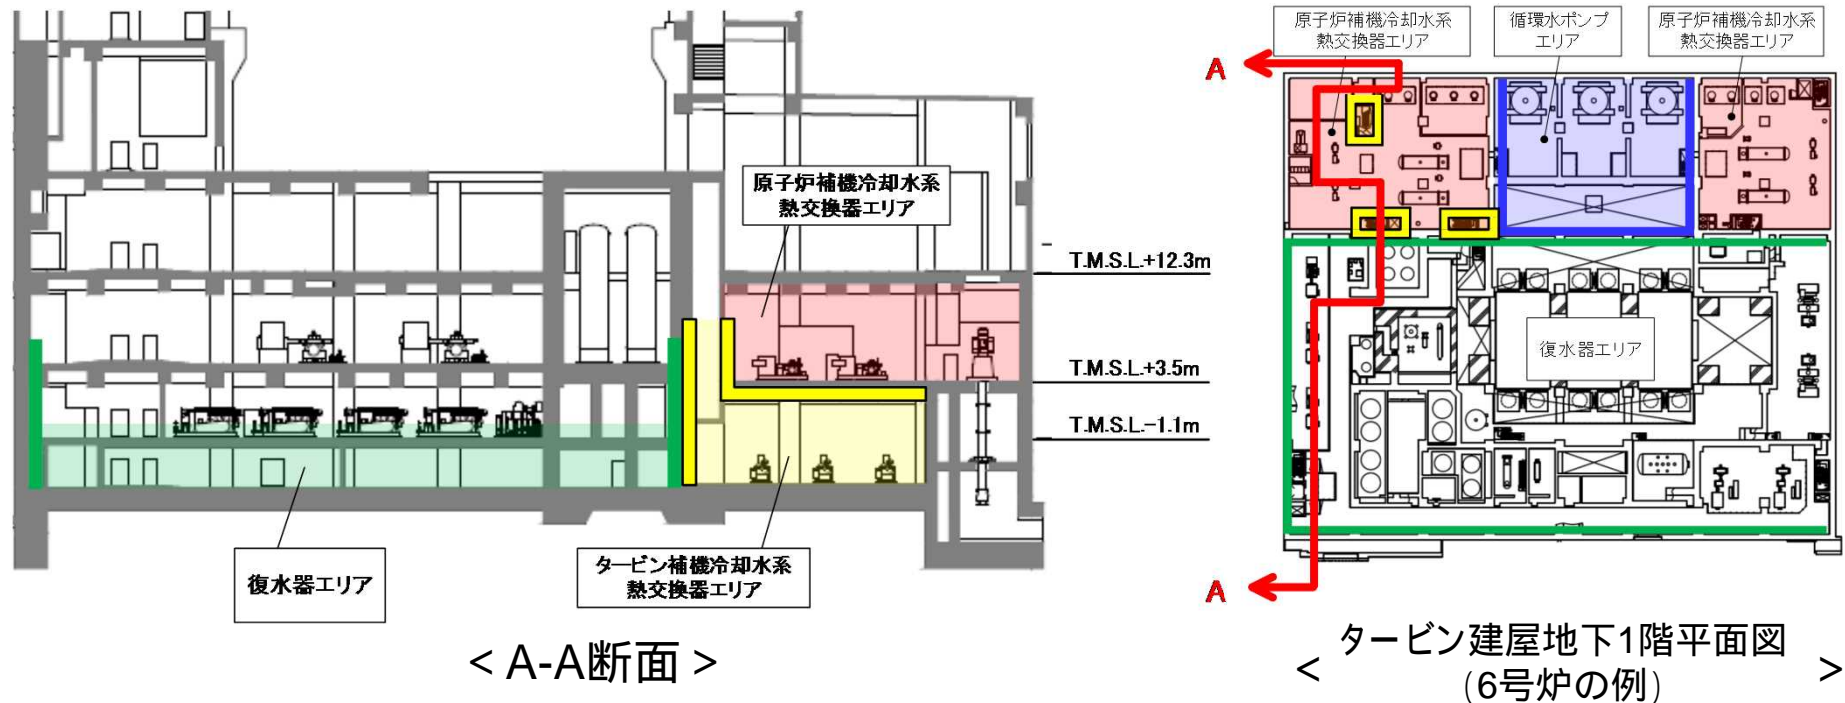 原子炉補機冷却水系
熱交換器エリア
T.M.S.L.+12.3m
T.M.S.L.+3.5m
T.M.S.L.−1.1m
復水器エリア
タービン補機冷却水系
熱交換器エリア
＜A-A断面＞
原子炉補機冷却水系
熱交換器エリア
循環水ポンプ
エリア
原子炉補機冷却水系
熱交換器エリア
A
復水器エリア
A
＜ タービン建屋地下1階平面図 ＞
(6号炉の例)